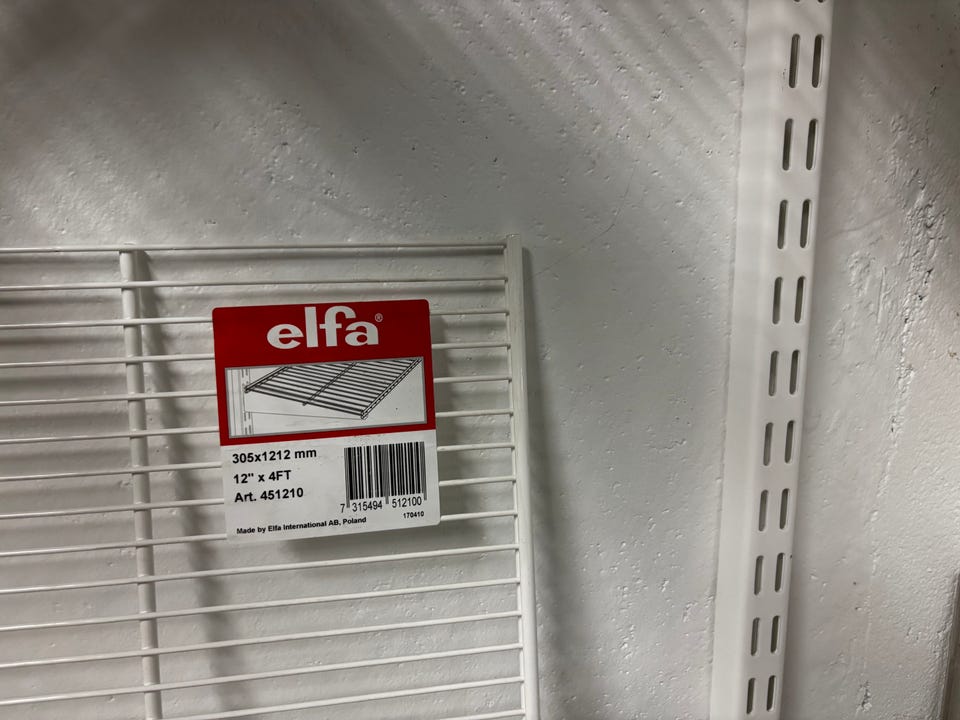 elfa®
305x1212 mm
12" x 4FT
Art. 451210
7 315494 512100
170410
Made by Elfa International AB, Poland